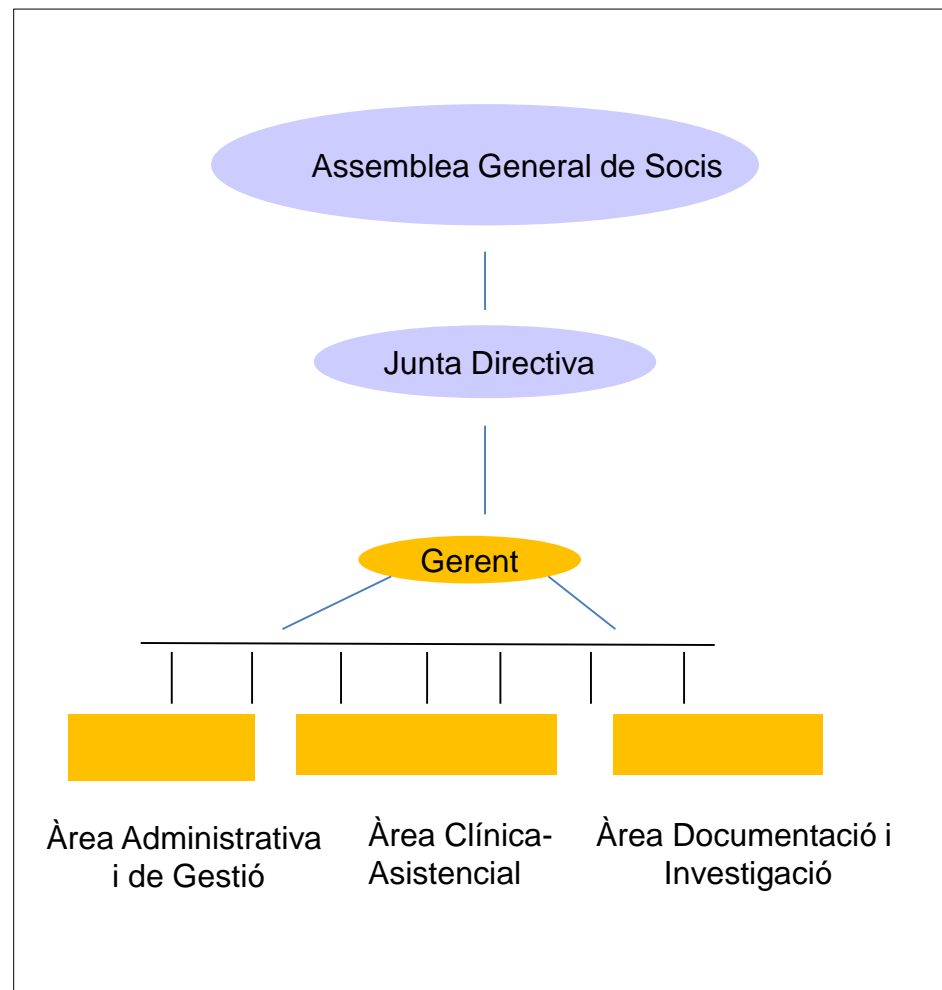 Assemblea General de Socis
Junta Directiva
Gerent
Àrea Administrativa
i de Gestió
Àrea Clínica-
Asistencial
Àrea Documentació i
Investigació